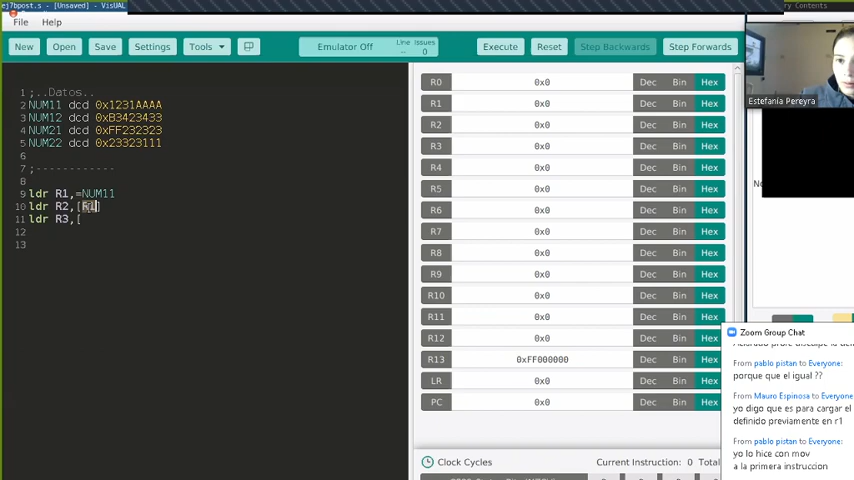 ej7bpost.s - [Unsaved] - VisUAL
ry Contents
File Help
New Open Save Settings Tools Emulator Off Line Issues 0 Execute Reset Step Backwards Step Forwards
1 ;..Datos..
2 NUM11 dcd 0x1231AAAA
3 NUM12 dcd 0xB3423433
4 NUM21 dcd 0xFF232323
5 NUM22 dcd 0x23323111
6
7 ;------------
8
9 ldr R1,=NUM11
10 ldr R2,[R1]
11 ldr R3,[
12
13
R0 0x0 Dec Bin Hex
R1 0x0 Dec Bin Hex
R2 0x0 Dec Bin Hex
R3 0x0 Dec Bin Hex
R4 0x0 Dec Bin Hex
R5 0x0 Dec Bin Hex
R6 0x0 Dec Bin Hex
R7 0x0 Dec Bin Hex
R8 0x0 Dec Bin Hex
R9 0x0 Dec Bin Hex
R10 0x0 Dec Bin Hex
R11 0x0 Dec Bin Hex
R12 0x0 Dec Bin Hex
R13 0xFF000000 Dec Bin Hex
LR 0x0 Dec Bin Hex
PC 0x0 Dec Bin Hex
Clock Cycles Current Instruction: 0 Total
Estefanía Pereyra
Zoom Group Chat
From pablo pistan to Everyone:
porque que el igual ??
From Mauro Espinosa to Everyone
yo digo que es para cargar el
definido previamente en r1
From pablo pistan to Everyone:
yo lo hice con mov
a la primera instruccion